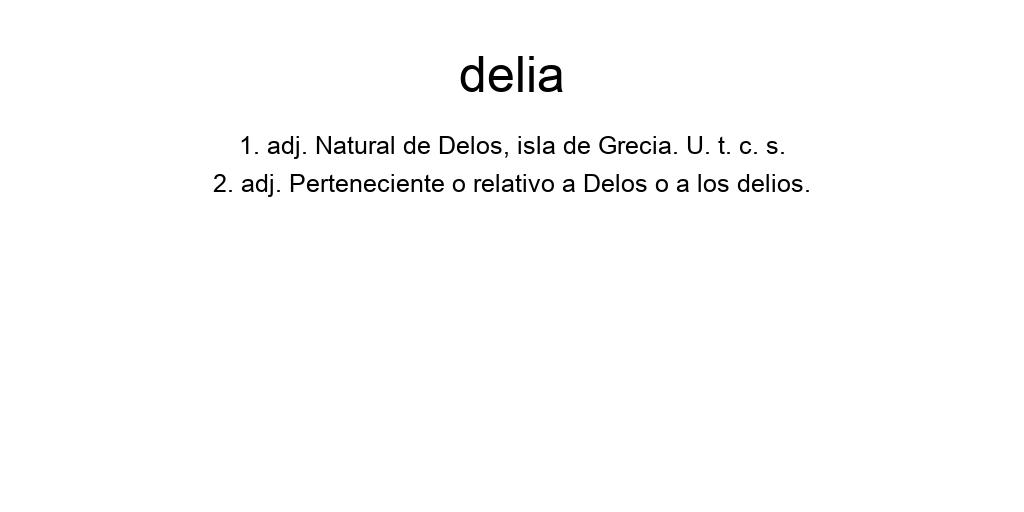 delia
1. adj. Natural de Delos, isla de Grecia. U. t. c. s.
2. adj. Perteneciente o relativo a Delos o a los delios.